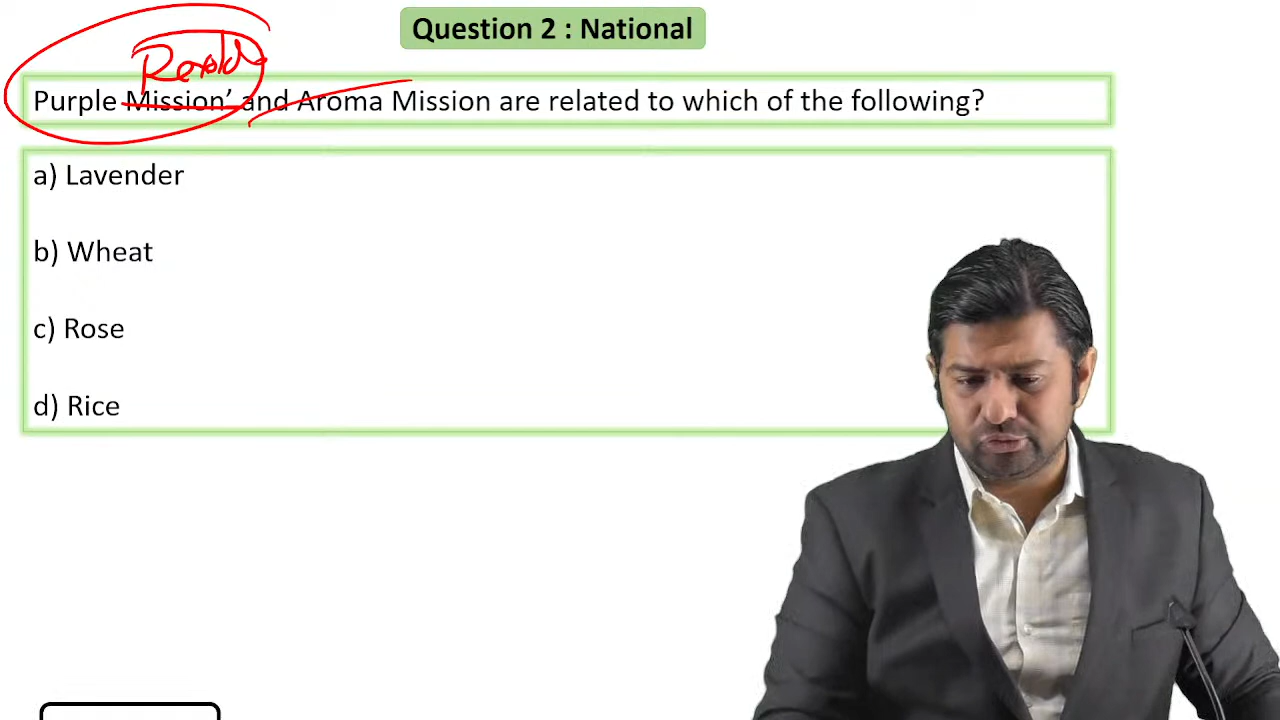 Question 2 : National
Purple Mission’ and Aroma Mission are related to which of the following?
a) Lavender
b) Wheat
c) Rose
d) Rice